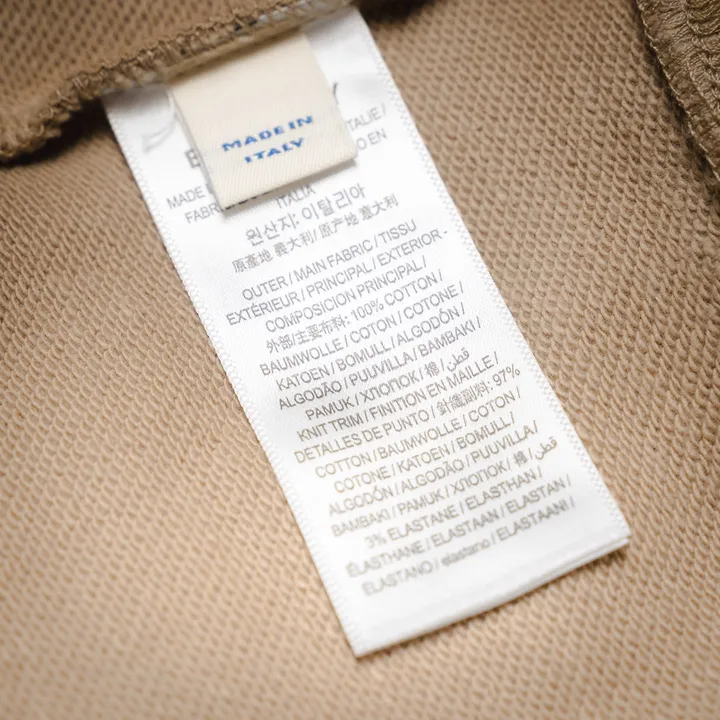 MADE IN
ITALY
MADE
ITALIE/
FABR
EN
ITALIA
원산지: 이탈리아
原產地 義大利/ 原产地 意大利
OUTER / MAIN FABRIC / TISSU
EXTÉRIEUR / PRINCIPAL / EXTERIOR -
COMPOSICION PRINCIPAL /
外部/主要布料: 100% COTTON /
BAUMWOLLE / COTON / COTONE /
KATOEN / BOMULL / ALGODÓN /
ALGODÃO / PUUVILLA / BAMBAKI /
PAMUK / ХЛОПОК / 棉 / قطن
KNIT TRIM / FINITION EN MAILLE /
DETALLES DE PUNTO / 針織副料: 97%
COTTON / BAUMWOLLE / COTON /
COTONE / KATOEN / BOMULL /
ALGODÓN / ALGODÃO / PUUVILLA /
BAMBAKI / PAMUK / ХЛОПОК / 棉 / قطن
3% ELASTANE / ELASTHAN /
ÉLASTHANE / ELASTAAN / ELASTAN /
ELASTANO / elastano / ELASTAANI /